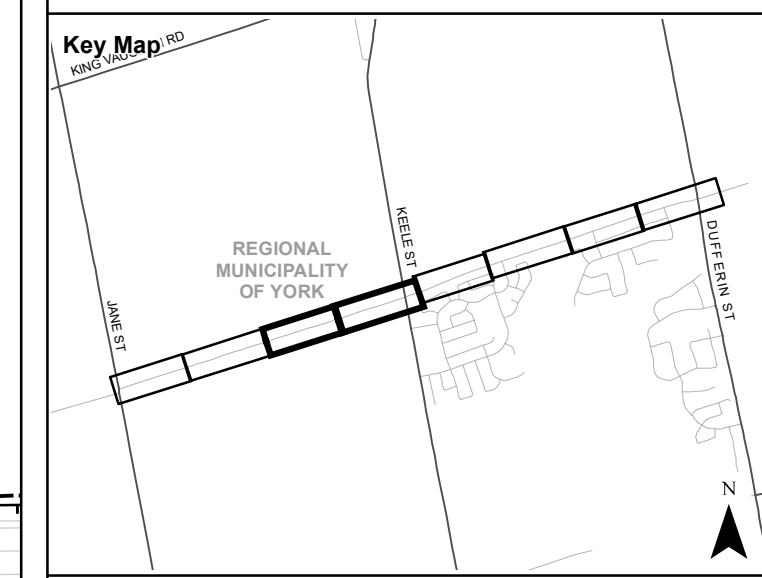 Key Map
KING VAU
RD
KEELE ST
REGIONAL
MUNICIPALITY
OF YORK
DUFFERIN ST
JANE ST
N